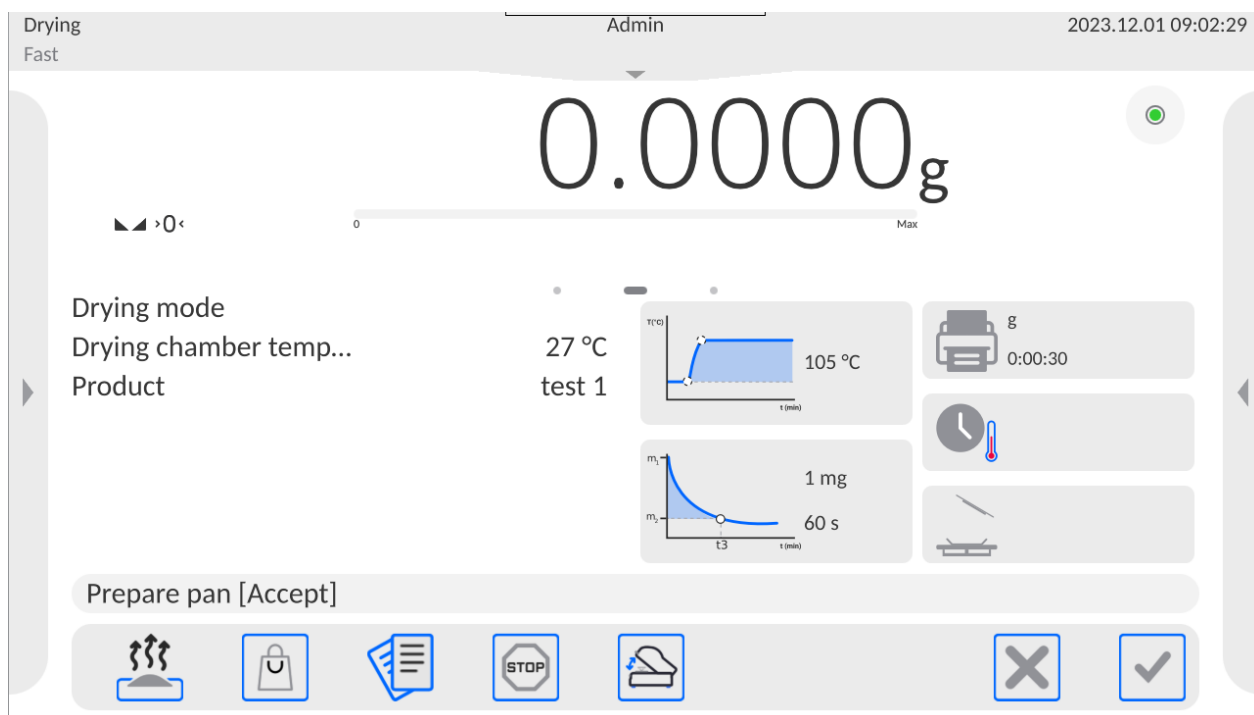 Drying
Admin
2023.12.01 09:02:29
Fast
0.0000 g
>0<
0
Max
Drying mode
Drying chamber temp...
27 °C
Product
test 1
T(°C)
105 °C
t (min)
g
0:00:30
m1
1 mg
m2
60 s
t3
t (min)
Prepare pan [Accept]
STOP